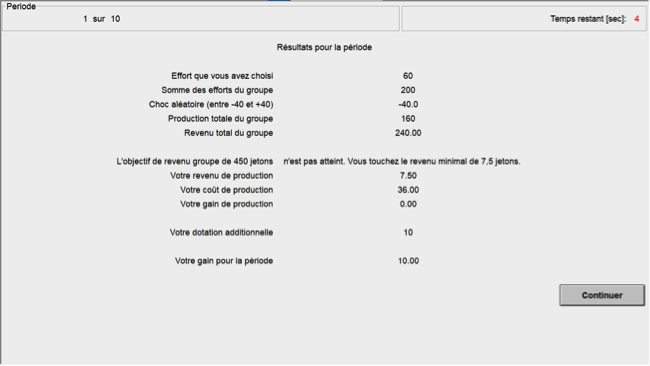 Periode
1 sur 10 Temps restant [sec]: 4
Résultats pour la période
Effort que vous avez choisi 60
Somme des efforts du groupe 200
Choc aléatoire (entre -40 et +40) -40.0
Production totale du groupe 160
Revenu total du groupe 240.00
L'objectif de revenu groupe de 450 jetons n'est pas atteint. Vous touchez le revenu minimal de 7,5 jetons.
Votre revenu de production 7.50
Votre coût de production 36.00
Votre gain de production 0.00
Votre dotation additionnelle 10
Votre gain pour la période 10.00
Continuer